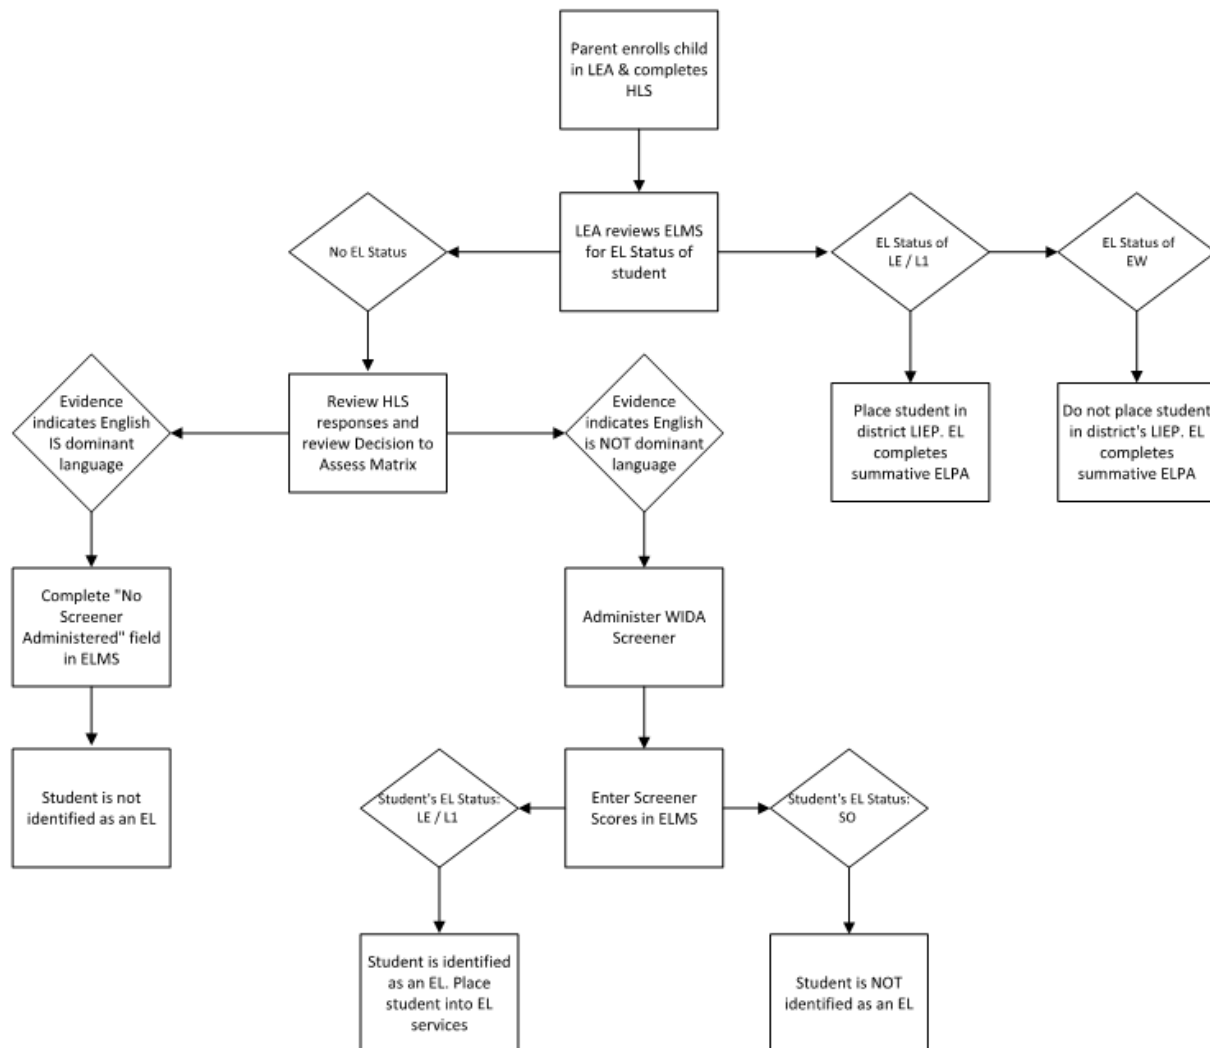 Parent enrolls child
in LEA & completes
HLS
No EL Status
LEA reviews ELMS
for EL Status of
student
EL Status of
LE / L1
EL Status of
EW
Evidence
indicates English
IS dominant
language
Review HLS
responses and
review Decision to
Assess Matrix
Evidence
indicates English
is NOT dominant
language
Place student in
district LIEP. EL
completes
summative ELPA
Do not place student
in district's LIEP. EL
completes
summative ELPA
Complete "No
Screener
Administered" field
in ELMS
Administer WIDA
Screener
Student is not
identified as an EL
Student's EL Status:
LE / L1
Enter Screener
Scores in ELMS
Student's EL Status:
SO
Student is identified
as an EL. Place
student into EL
services
Student is NOT
identified as an EL